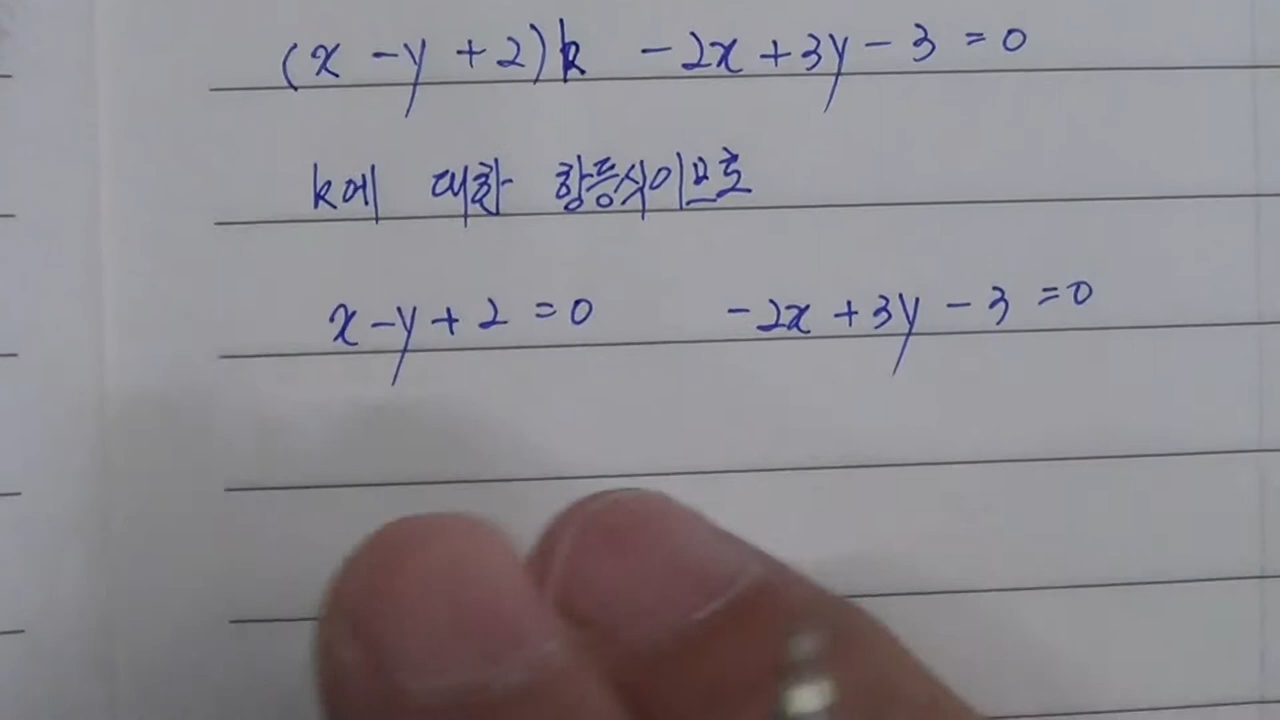 (x - y + 2)k - 2x + 3y - 3 = 0
k에 대한 항등식이므로
x - y + 2 = 0 - 2x + 3y - 3 = 0